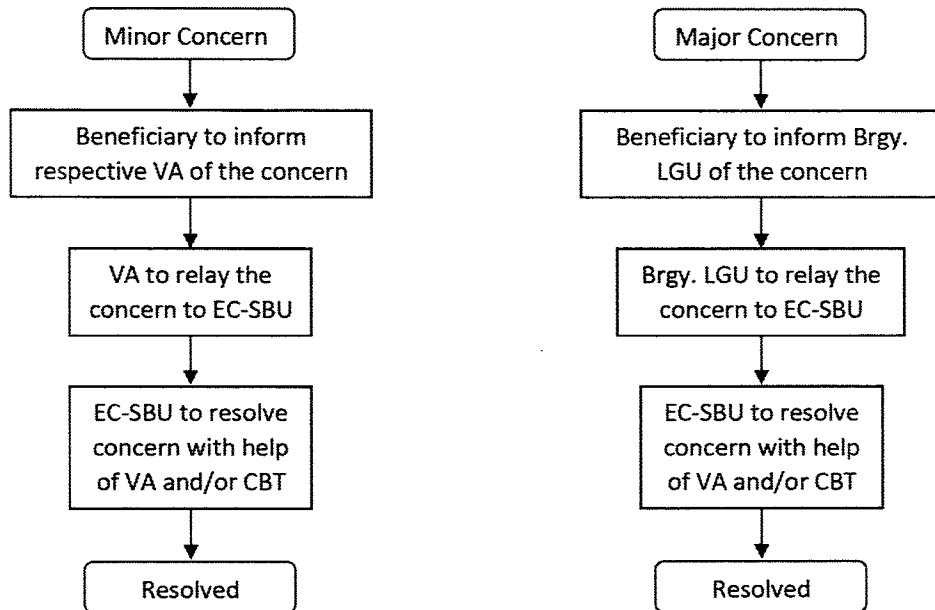 Minor Concern
Beneficiary to inform
respective VA of the concern
VA to relay the
concern to EC-SBU
EC-SBU to resolve
concern with help
of VA and/or CBT
Resolved
Major Concern
Beneficiary to inform Brgy.
LGU of the concern
Brgy. LGU to relay the
concern to EC-SBU
EC-SBU to resolve
concern with help
of VA and/or CBT
Resolved